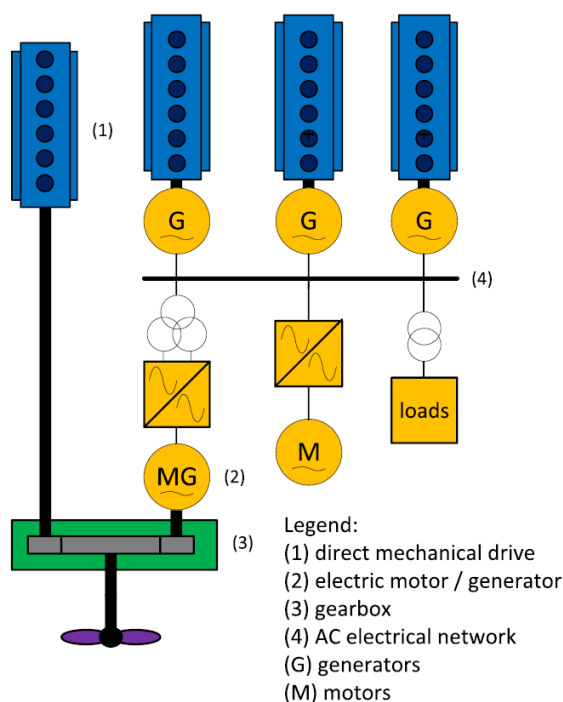 (1)
G
G
G
(4)
loads
MG
(2)
M
(3)
Legend:
(1) direct mechanical drive
(2) electric motor / generator
(3) gearbox
(4) AC electrical network
(G) generators
(M) motors